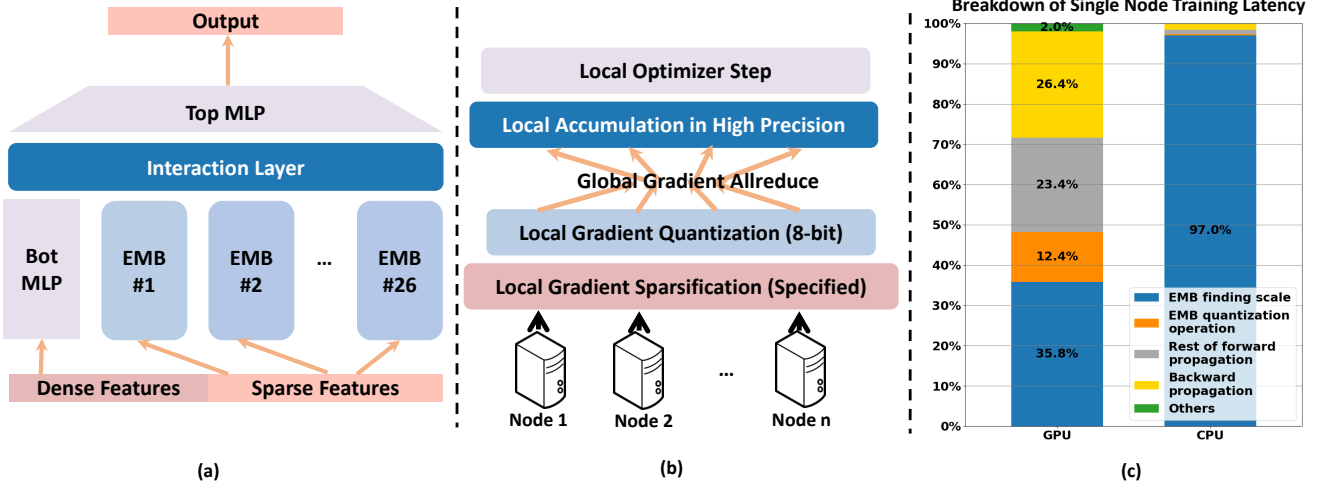 Output
Top MLP
Interaction Layer
Bot
MLP
EMB
#1
EMB
#2
...
EMB
#26
Dense Features
Sparse Features
(a)
Local Optimizer Step
Local Accumulation in High Precision
Global Gradient Allreduce
Local Gradient Quantization (8-bit)
Local Gradient Sparsification (Specified)
...
Node 1
Node 2
Node n
(b)
Breakdown of Single Node Training Latency
100%
90%
80%
70%
60%
50%
40%
30%
20%
10%
0%
2.0%
26.4%
23.4%
12.4%
35.8%
97.0%
EMB finding scale
EMB quantization
operation
Rest of forward
propagation
Backward
propagation
Others
GPU
CPU
(c)